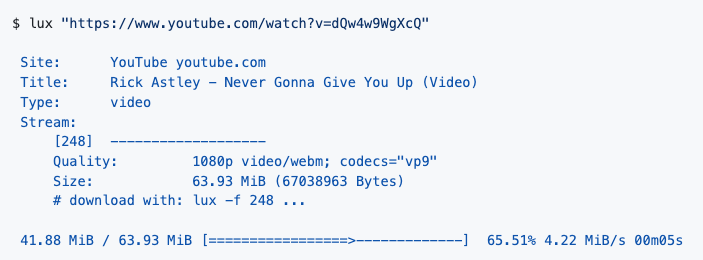 $ lux "https://www.youtube.com/watch?v=dQw4w9WgXcQ"
Site:      YouTube youtube.com
Title:     Rick Astley - Never Gonna Give You Up (Video)
Type:      video
Stream:
[248]  -------------------
Quality:         1080p video/webm; codecs="vp9"
Size:            63.93 MiB (67038963 Bytes)
# download with: lux -f 248 ...
41.88 MiB / 63.93 MiB [=================>-------------]  65.51% 4.22 MiB/s 00m05s